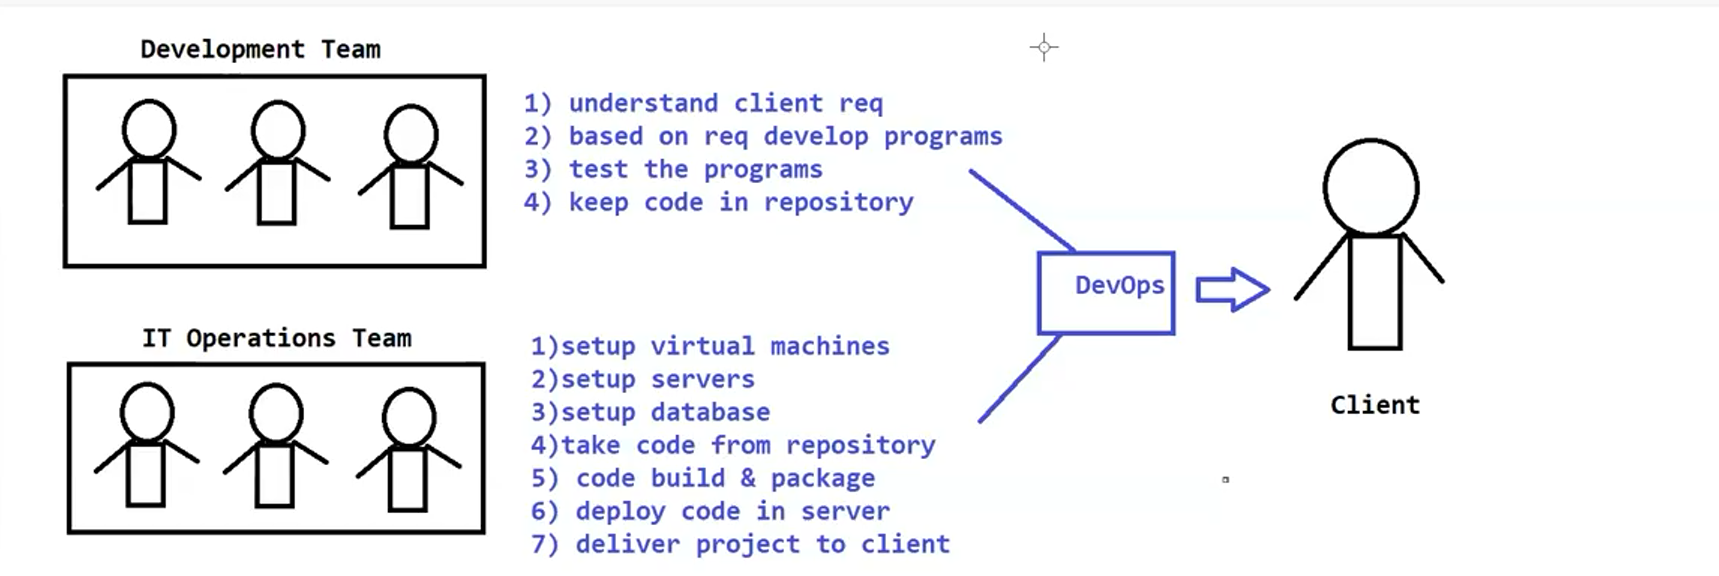 Development Team
1) understand client req
2) based on req develop programs
3) test the programs
4) keep code in repository
DevOps
IT Operations Team
1)setup virtual machines
2)setup servers
3)setup database
4)take code from repository
5) code build & package
6) deploy code in server
7) deliver project to client
Client